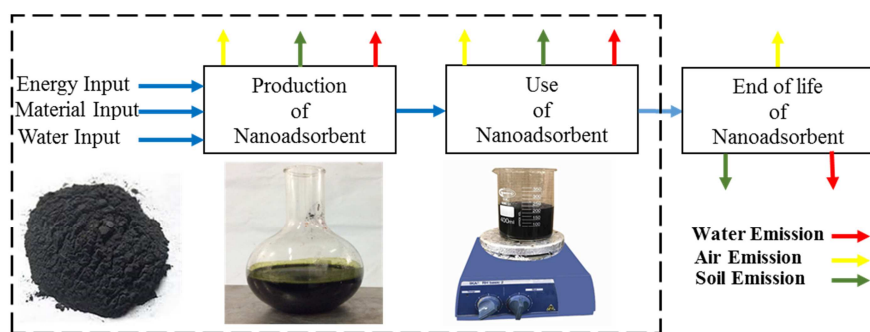 Energy Input
Material Input
Water Input
Production
of
Nanoadsorbent
Use
of
Nanoadsorbent
End of life
of
Nanoadsorbent
400ml
Water Emission
Air Emission
Soil Emission